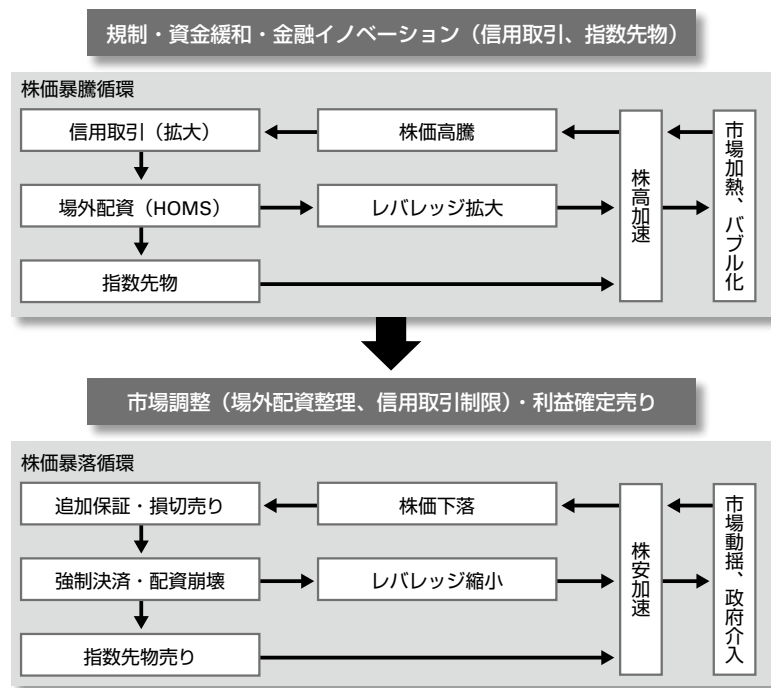 規制・資金緩和・金融イノベーション（信用取引、指数先物）
株価暴騰循環
信用取引（拡大）
株価高騰
場外配資（HOMS）
レバレッジ拡大
指数先物
株高加速
市場加熱、バブル化
市場調整（場外配資整理、信用取引制限）・利益確定売り
株価暴落循環
追加保証・損切売り
株価下落
強制決済・配資崩壊
レバレッジ縮小
指数先物売り
株安加速
市場動揺、政府介入